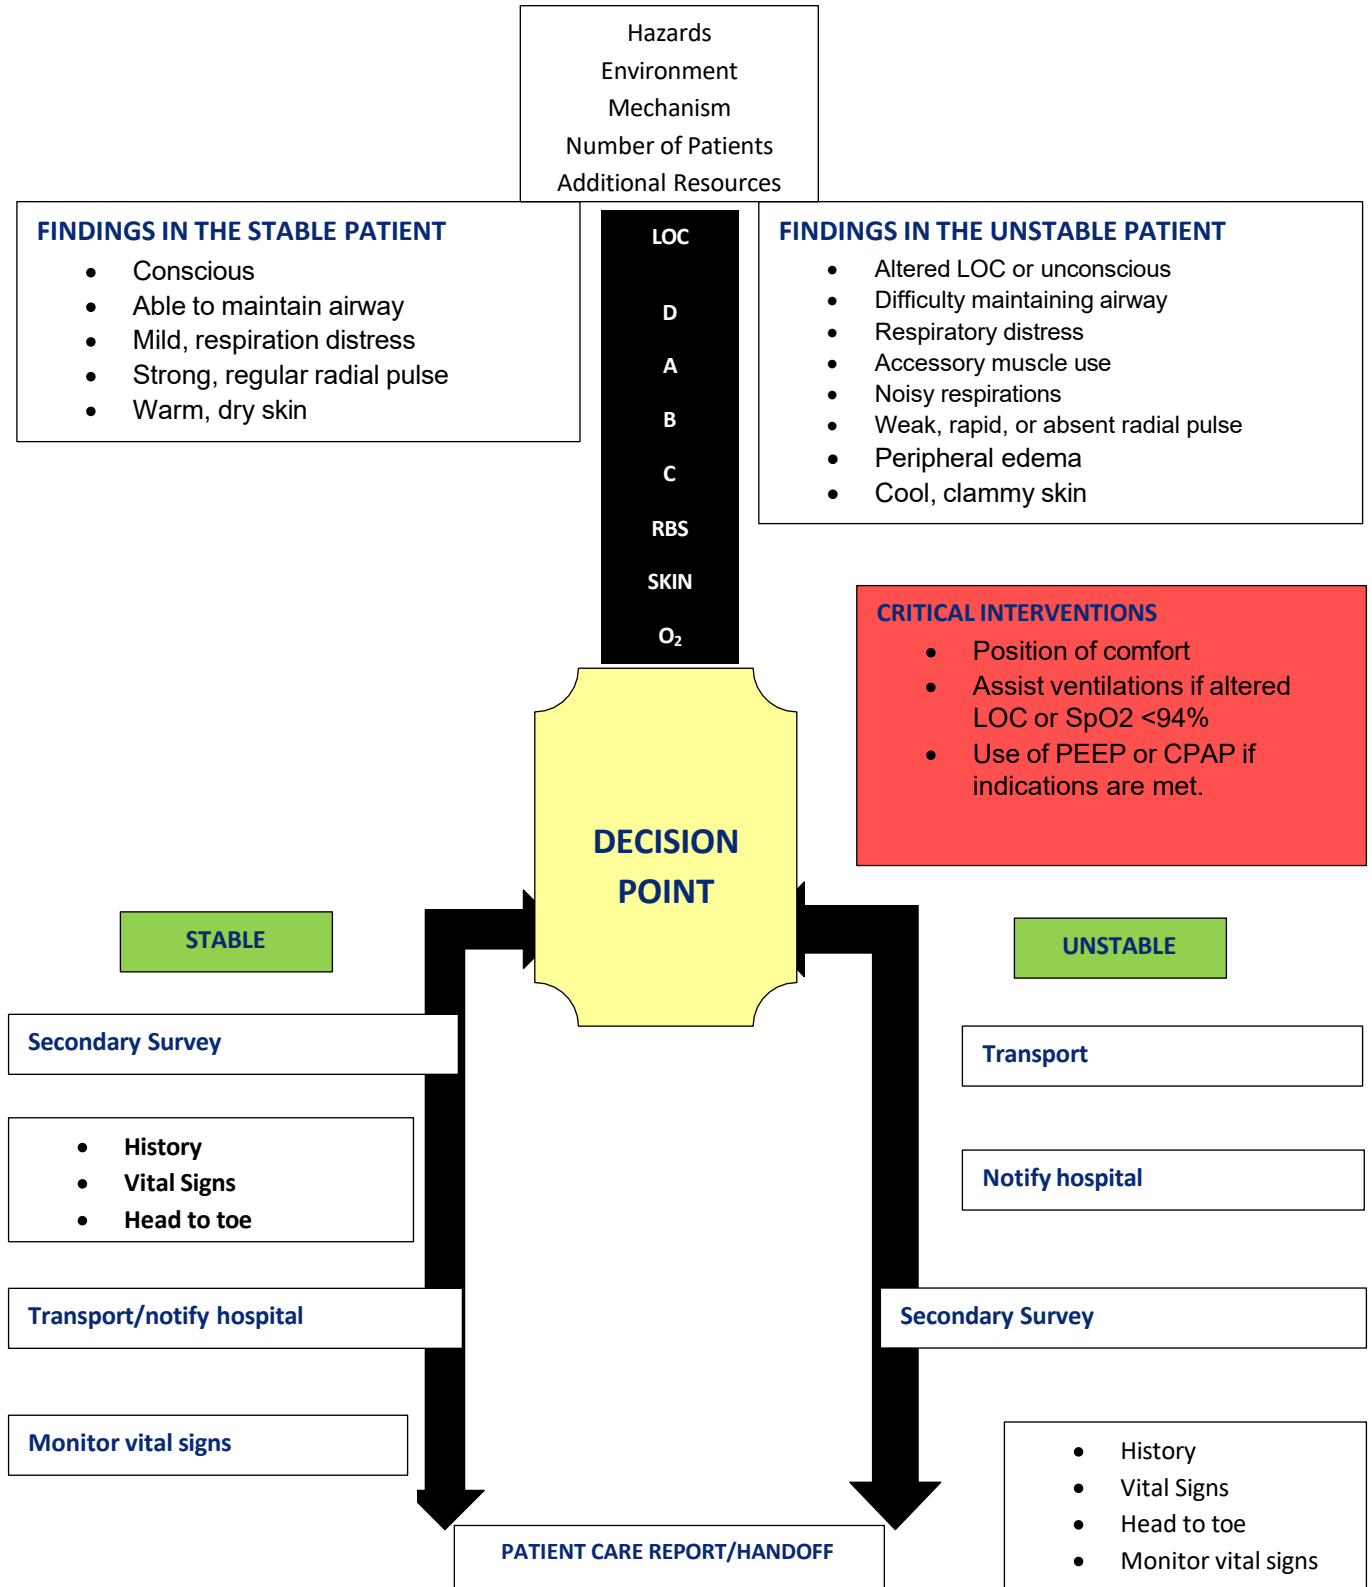 Hazards
Environment
Mechanism
Number of Patients
Additional Resources
FINDINGS IN THE STABLE PATIENT
• Conscious
• Able to maintain airway
• Mild, respiration distress
• Strong, regular radial pulse
• Warm, dry skin
LOC
D
A
B
C
RBS
SKIN
O₂
FINDINGS IN THE UNSTABLE PATIENT
• Altered LOC or unconscious
• Difficulty maintaining airway
• Respiratory distress
• Accessory muscle use
• Noisy respirations
• Weak, rapid, or absent radial pulse
• Peripheral edema
• Cool, clammy skin
CRITICAL INTERVENTIONS
• Position of comfort
• Assist ventilations if altered
LOC or SpO2 <94%
• Use of PEEP or CPAP if
indications are met.
DECISION
POINT
STABLE
Secondary Survey
• History
• Vital Signs
• Head to toe
Transport/notify hospital
Monitor vital signs
UNSTABLE
Transport
Notify hospital
Secondary Survey
• History
• Vital Signs
• Head to toe
• Monitor vital signs
PATIENT CARE REPORT/HANDOFF